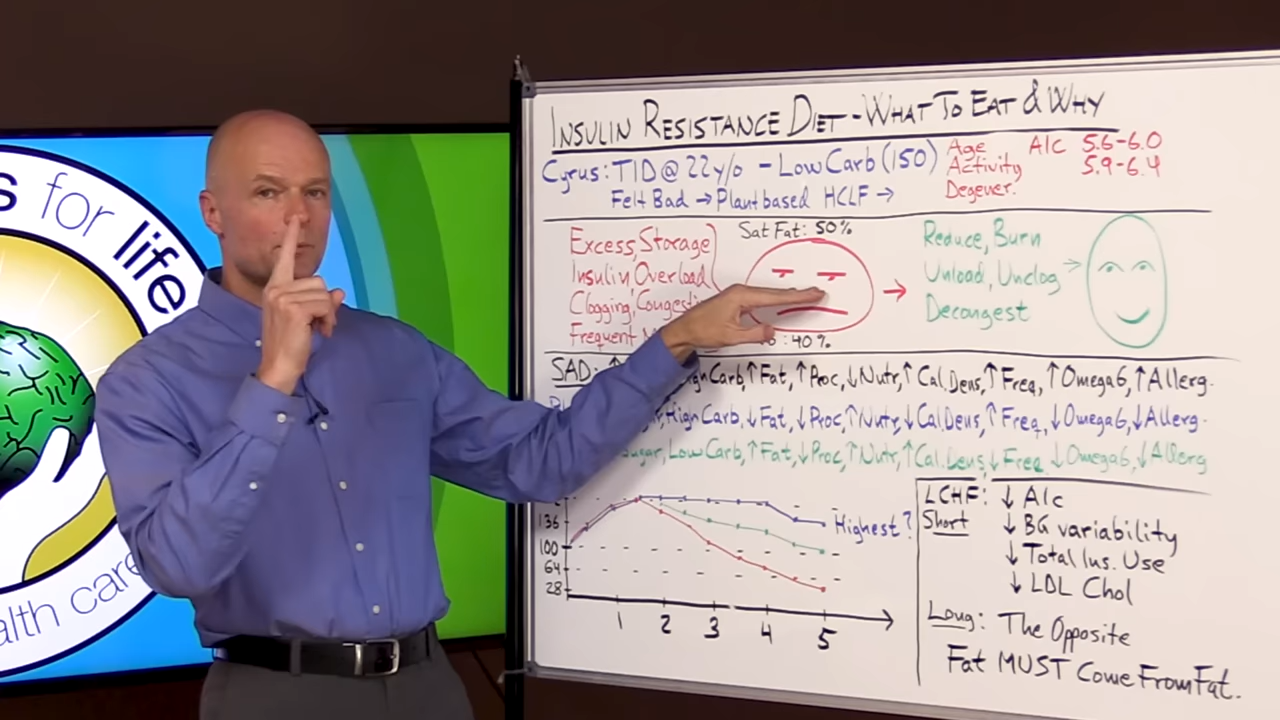 s for life
alth care
INSULIN RESISTANCE DIET - WHAT TO EAT & WHY
Cyrus: T1D @ 22 y/o - Low Carb (150)
Felt Bad → Plant based HCLF →
Age A1C 5.6-6.0
Activity 5.9-6.4
Degever.
Excess, Storage
Insulin Overload
Clogging, Congesti
Frequent
Sat Fat: 50%
: 40%
→
Reduce, Burn
Unload, Unclog →
Decongest
SAD: ↑ High Carb, ↑ Fat, ↑ Proc, ↓ Nutr, ↑ Cal. Dens, ↑ Freq, ↑ Omega6, ↑ Allerg.
High Carb, ↓ Fat, ↓ Proc, ↑ Nutr, ↓ Cal Dens, ↑ Freq, ↓ Omega6, ↓ Allerg.
Sugar, Low Carb, ↑ Fat, ↓ Proc, ↑ Nutr, ↑ Cal. Dens, ↓ Freq ↓ Omega6, ↓ Allerg
136
100
64
28
1 2 3 4 5
Highest?
LCHF: ↓ A1c
Short ↓ BG variability
↓ Total Ins. Use
↓ LDL Chol
Long: The Opposite
Fat MUST Come From Fat.